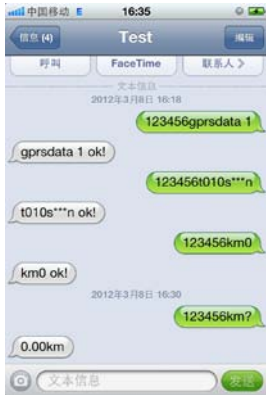 中国移动 E 16:35
信息 (4) Test 编辑
呼叫 FaceTime 联系人 >
文本信息
2012年3月8日 16:18
123456gprsdata 1
gprsdata 1 ok!
123456t010s***n
t010s***n ok!
123456km0
km0 ok!
2012年3月8日 16:30
123456km?
0.00km
文本信息 发送